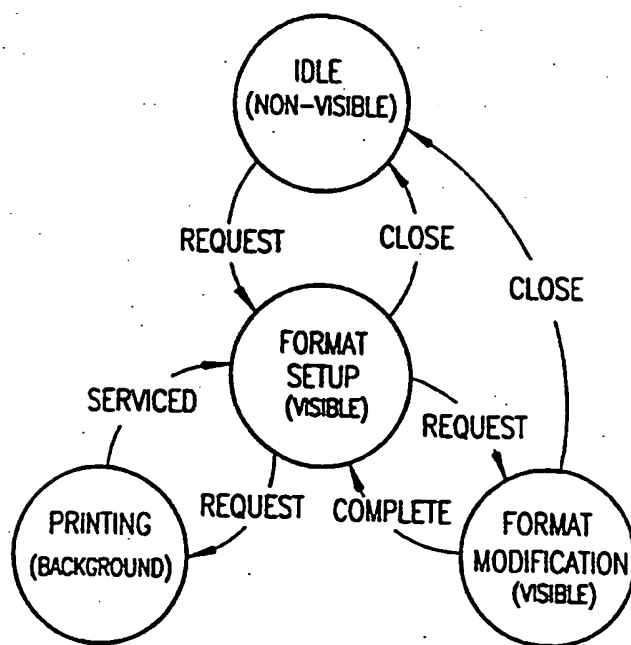 IDLE
(NON-VISIBLE)
REQUEST
CLOSE
CLOSE
FORMAT
SETUP
(VISIBLE)
SERVICED
REQUEST
REQUEST
COMPLETE
PRINTING
(BACKGROUND)
FORMAT
MODIFICATION
(VISIBLE)